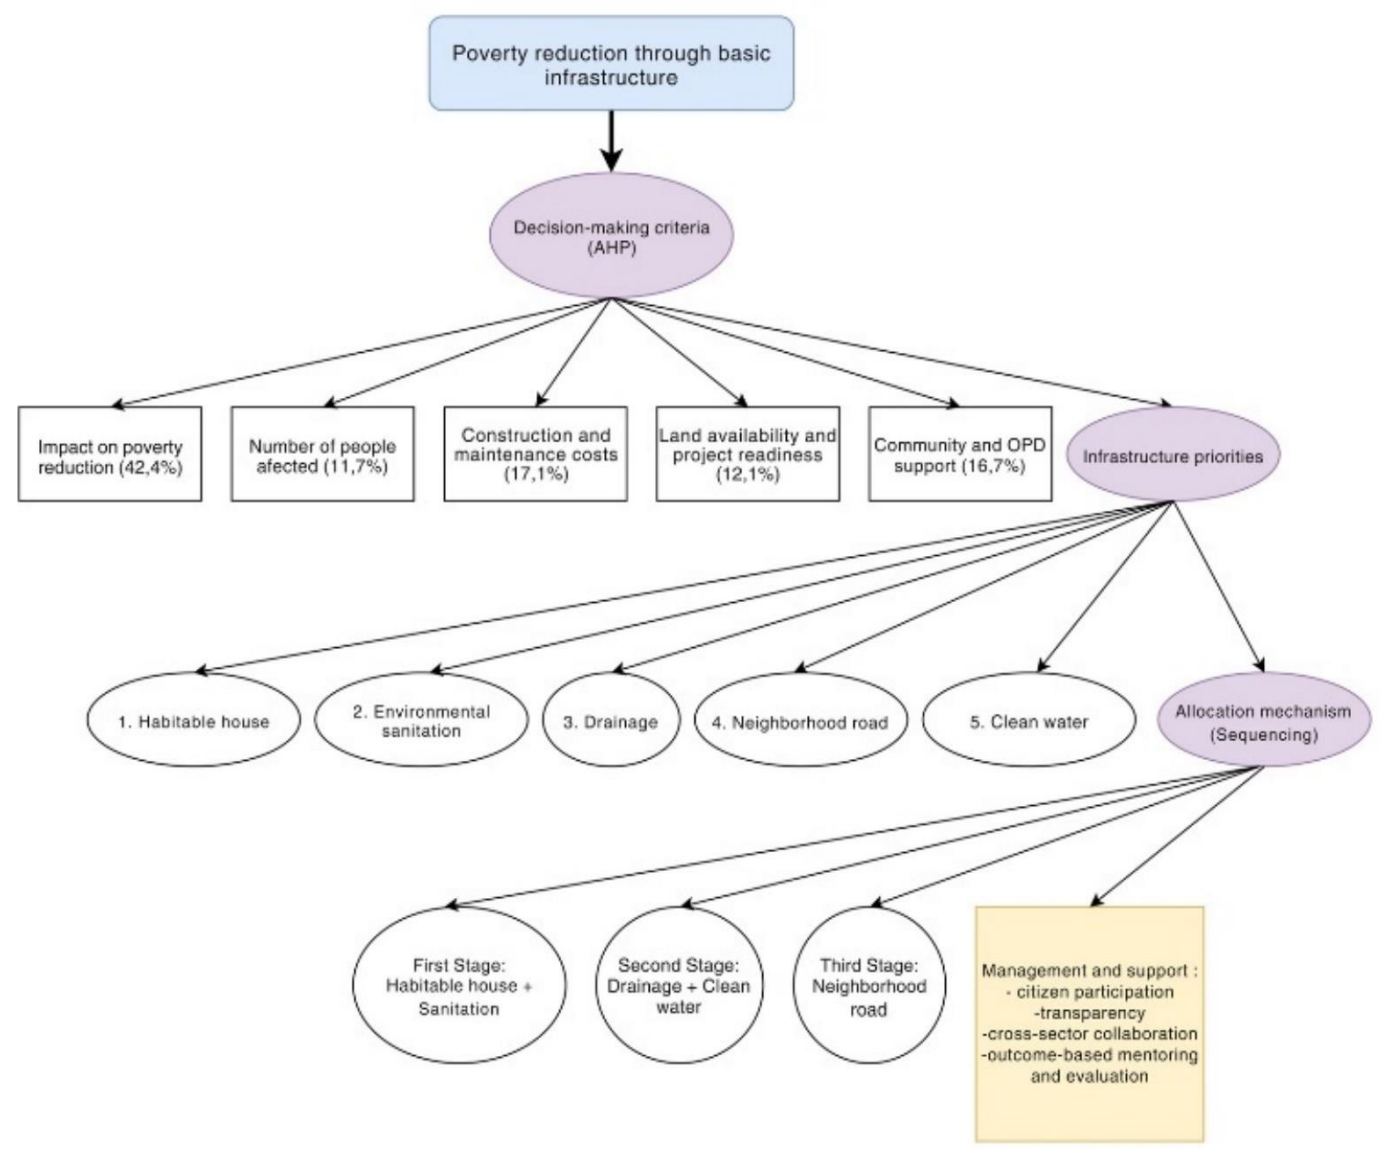 Poverty reduction through basic
infrastructure
Decision-making criteria
(AHP)
Impact on poverty
reduction (42,4%)
Number of people
afected (11,7%)
Construction and
maintenance costs
(17,1%)
Land availability and
project readiness
(12,1%)
Community and OPD
support (16,7%)
Infrastructure priorities
1. Habitable house
2. Environmental
sanitation
3. Drainage
4. Neighborhood road
5. Clean water
Allocation mechanism
(Sequencing)
First Stage:
Habitable house +
Sanitation
Second Stage:
Drainage + Clean
water
Third Stage:
Neighborhood
road
Management and support :
- citizen participation
-transparency
-cross-sector collaboration
-outcome-based mentoring
and evaluation